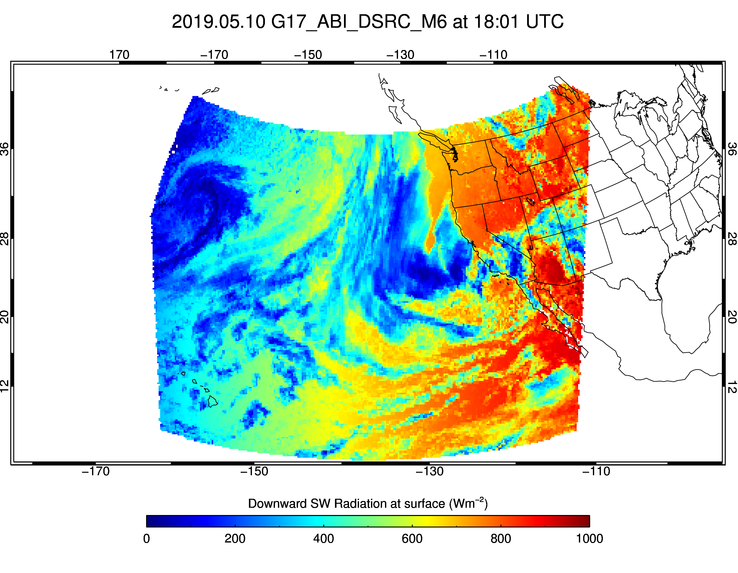 2019.05.10 G17_ABI_DSRC_M6 at 18:01 UTC
170 −170 −150 −130 −110
36 36
28 28
20 20
12 12
−170 −150 −130 −110
Downward SW Radiation at surface (Wm⁻²)
0 200 400 600 800 1000